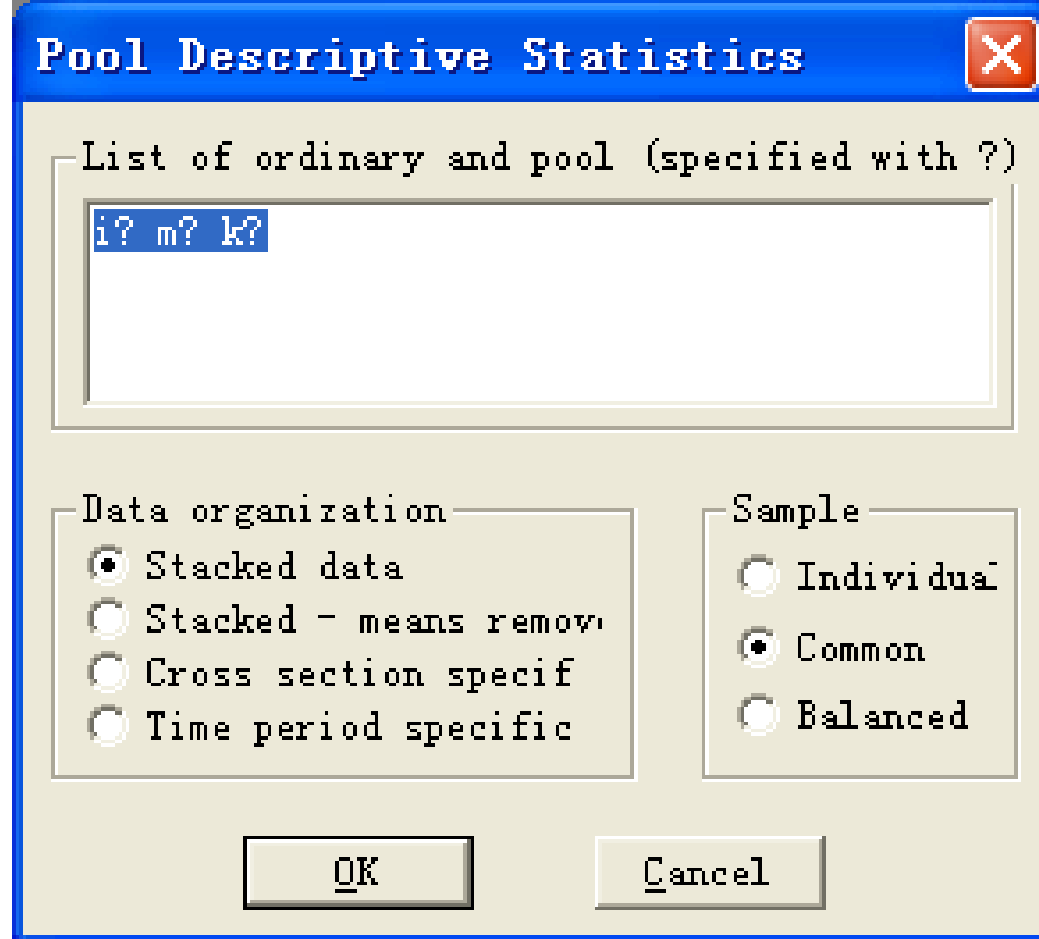 Pool Descriptive Statistics
List of ordinary and pool (specified with ?)
i? m? k?
Data organization
Stacked data
Stacked - means remov
Cross section specif
Time period specific
Sample
Individual
Common
Balanced
OK
Cancel